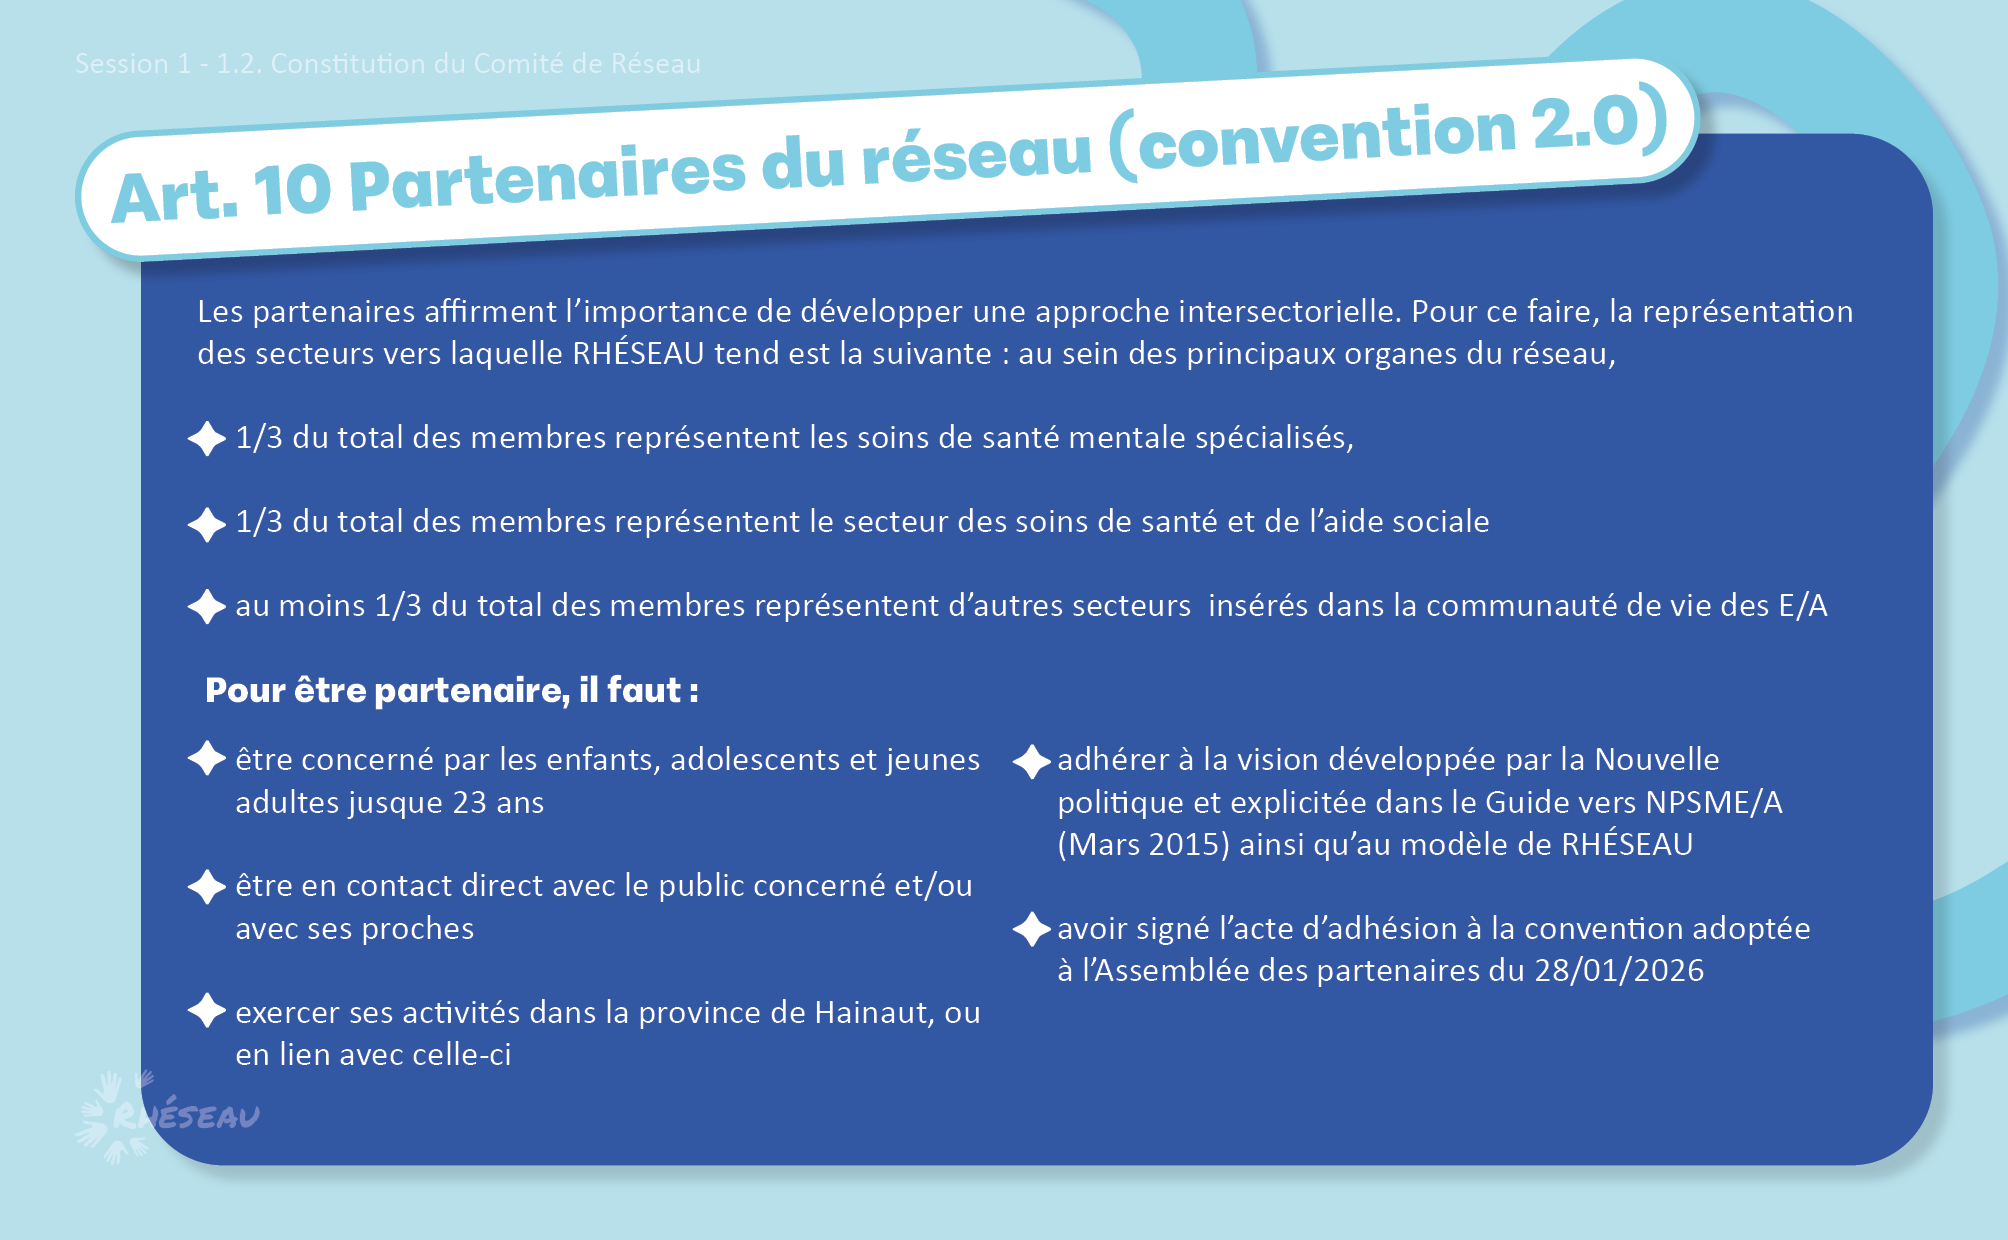 Session 1 - 1.2. Constitution du Comité de Réseau
Art. 10 Partenaires du réseau (convention 2.0)
Les partenaires affirment l’importance de développer une approche intersectorielle. Pour ce faire, la représentation
des secteurs vers laquelle RHÉSEAU tend est la suivante : au sein des principaux organes du réseau,
1/3 du total des membres représentent les soins de santé mentale spécialisés,
1/3 du total des membres représentent le secteur des soins de santé et de l’aide sociale
au moins 1/3 du total des membres représentent d’autres secteurs  insérés dans la communauté de vie des E/A
Pour être partenaire, il faut :
être concerné par les enfants, adolescents et jeunes
adultes jusque 23 ans
être en contact direct avec le public concerné et/ou
avec ses proches
exercer ses activités dans la province de Hainaut, ou
en lien avec celle-ci
adhérer à la vision développée par la Nouvelle
politique et explicitée dans le Guide vers NPSME/A
(Mars 2015) ainsi qu’au modèle de RHÉSEAU
avoir signé l’acte d’adhésion à la convention adoptée
à l’Assemblée des partenaires du 28/01/2026
RHÉSEAU